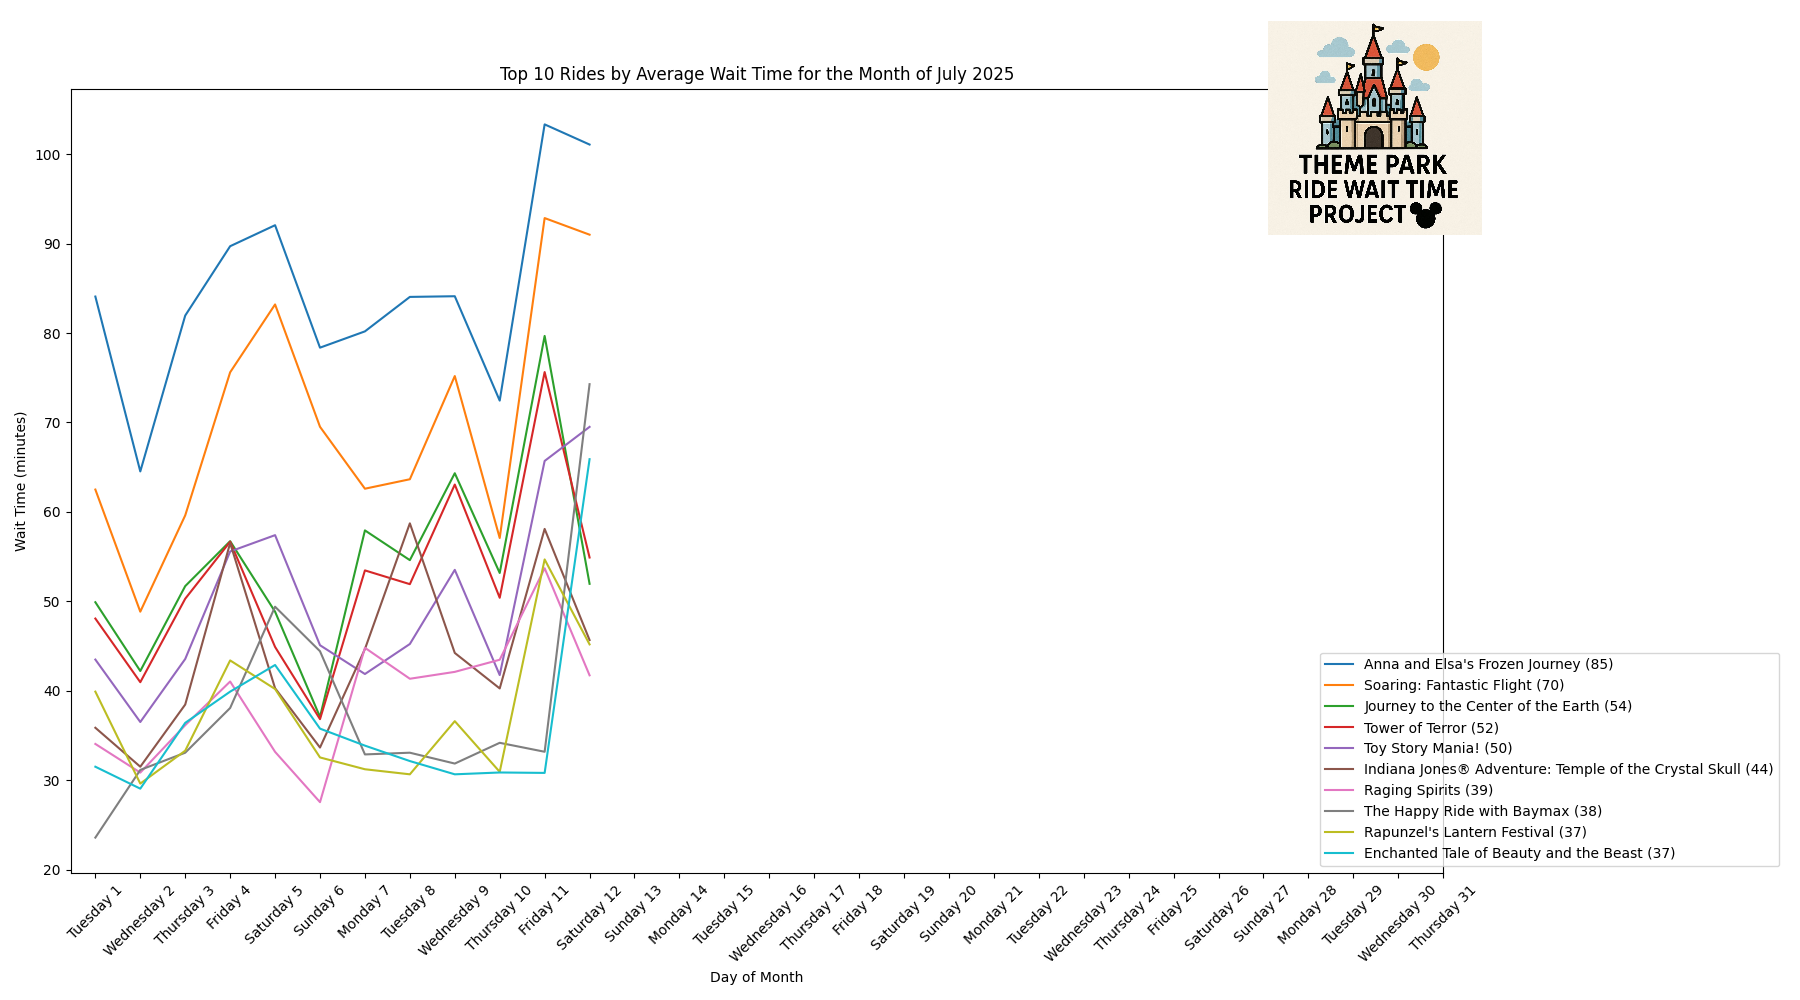 Top 10 Rides by Average Wait Time for the Month of July 2025
THEME PARK
RIDE WAIT TIME
PROJECT
Wait Time (minutes)
100
90
80
70
60
50
40
30
20
Anna and Elsa's Frozen Journey (85)
Soaring: Fantastic Flight (70)
Journey to the Center of the Earth (54)
Tower of Terror (52)
Toy Story Mania! (50)
Indiana Jones® Adventure: Temple of the Crystal Skull (44)
Raging Spirits (39)
The Happy Ride with Baymax (38)
Rapunzel's Lantern Festival (37)
Enchanted Tale of Beauty and the Beast (37)
Tuesday 1
Wednesday 2
Thursday 3
Friday 4
Saturday 5
Sunday 6
Monday 7
Tuesday 8
Wednesday 9
Thursday 10
Friday 11
Saturday 12
Sunday 13
Monday 14
Tuesday 15
Wednesday 16
Thursday 17
Friday 18
Saturday 19
Sunday 20
Monday 21
Tuesday 22
Wednesday 23
Thursday 24
Friday 25
Saturday 26
Sunday 27
Monday 28
Tuesday 29
Wednesday 30
Thursday 31
Day of Month